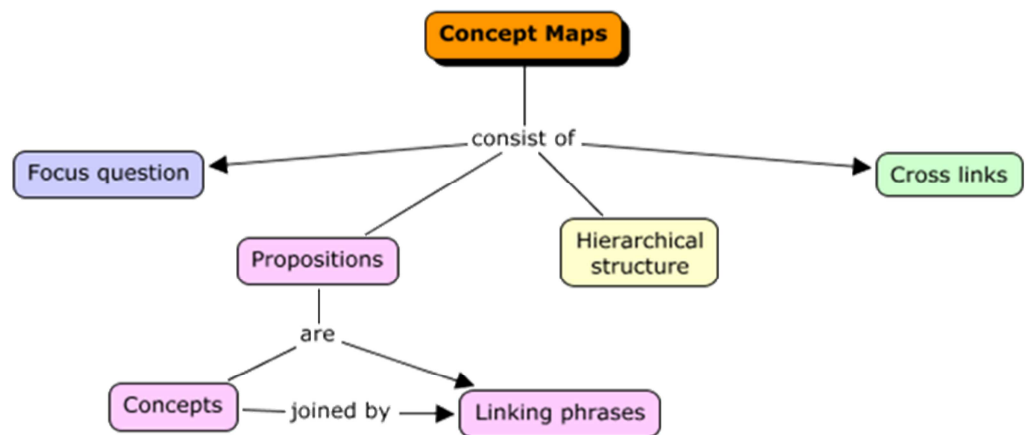 Concept Maps
consist of
Focus question
Cross links
Propositions
Hierarchical
structure
are
Concepts
joined by
Linking phrases